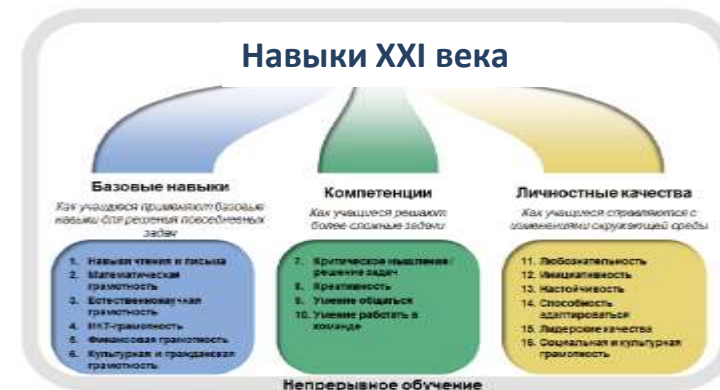 Навыки XXI века
Базовые навыки
Как учащиеся применяют базовые
навыки для решения повседневных
задач
1. Навыки чтения и письма
2. Математическая
грамотность
3. Естественнонаучная
грамотность
4. ИКТ-грамотность
5. Финансовая грамотность
6. Культурная и гражданская
грамотность
Компетенции
Как учащиеся решают
более сложные задачи
7. Критическое мышление/
решение задач
8. Креативность
9. Умение общаться
10. Умение работать в
команде
Личностные качества
Как учащиеся справляются с
изменениями окружающей среды
11. Любознательность
12. Инициативность
13. Настойчивость
14. Способность
адаптироваться
15. Лидерские качества
16. Социальная и культурная
грамотность
Непрерывное обучение